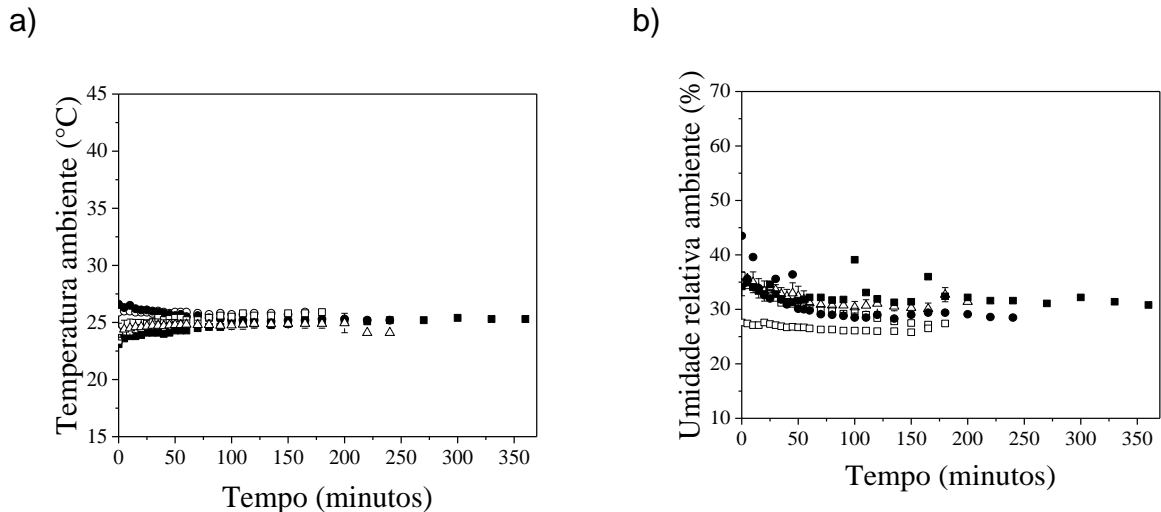 a)
b)
Temperatura ambiente (°C)
45
40
35
30
25
20
15
0 50 100 150 200 250 300 350
Tempo (minutos)
Umidade relativa ambiente (%)
70
60
50
40
30
20
10
0 50 100 150 200 250 300 350
Tempo (minutos)